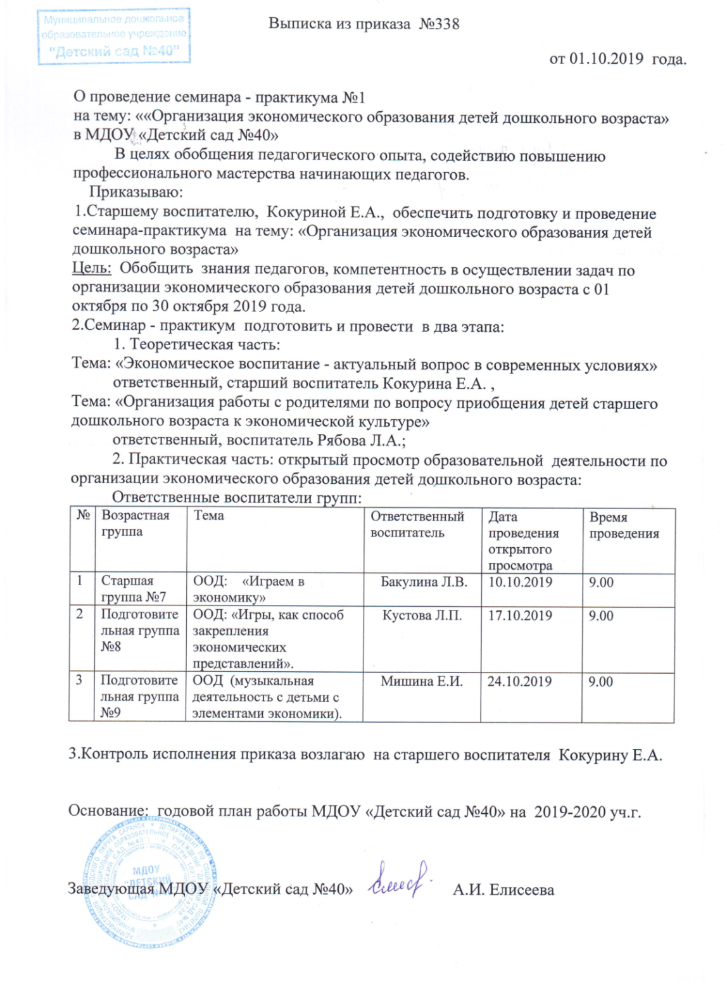 Муниципальное дошкольное
образовательное учреждение
"Детский сад №40"
Выписка из приказа №338
от 01.10.2019 года.
О проведение семинара - практикума №1
на тему: ««Организация экономического образования детей дошкольного возраста»
в МДОУ «Детский сад №40»
В целях обобщения педагогического опыта, содействию повышению
профессионального мастерства начинающих педагогов.
Приказываю:
1.Старшему воспитателю, Кокуриной Е.А., обеспечить подготовку и проведение
семинара-практикума на тему: «Организация экономического образования детей
дошкольного возраста»
Цель: Обобщить знания педагогов, компетентность в осуществлении задач по
организации экономического образования детей дошкольного возраста с 01
октября по 30 октября 2019 года.
2.Семинар - практикум подготовить и провести в два этапа:
1. Теоретическая часть:
Тема: «Экономическое воспитание - актуальный вопрос в современных условиях»
ответственный, старший воспитатель Кокурина Е.А. ,
Тема: «Организация работы с родителями по вопросу приобщения детей старшего
дошкольного возраста к экономической культуре»
ответственный, воспитатель Рябова Л.А.;
2. Практическая часть: открытый просмотр образовательной деятельности по
организации экономического образования детей дошкольного возраста:
Ответственные воспитатели групп:
№ Возрастная группа Тема Ответственный воспитатель Дата проведения открытого просмотра Время проведения
1 Старшая группа №7 ООД: «Играем в экономику» Бакулина Л.В. 10.10.2019 9.00
2 Подготовите льная группа №8 ООД: «Игры, как способ закрепления экономических представлений». Кустова Л.П. 17.10.2019 9.00
3 Подготовите льная группа №9 ООД (музыкальная деятельность с детьми с элементами экономики). Мишина Е.И. 24.10.2019 9.00
3.Контроль исполнения приказа возлагаю на старшего воспитателя Кокурину Е.А.
Основание: годовой план работы МДОУ «Детский сад №40» на 2019-2020 уч.г.
МДОУ
"ДЕТСКИЙ
САД №40"
Заведующая МДОУ «Детский сад №40» А.И. Елисеева